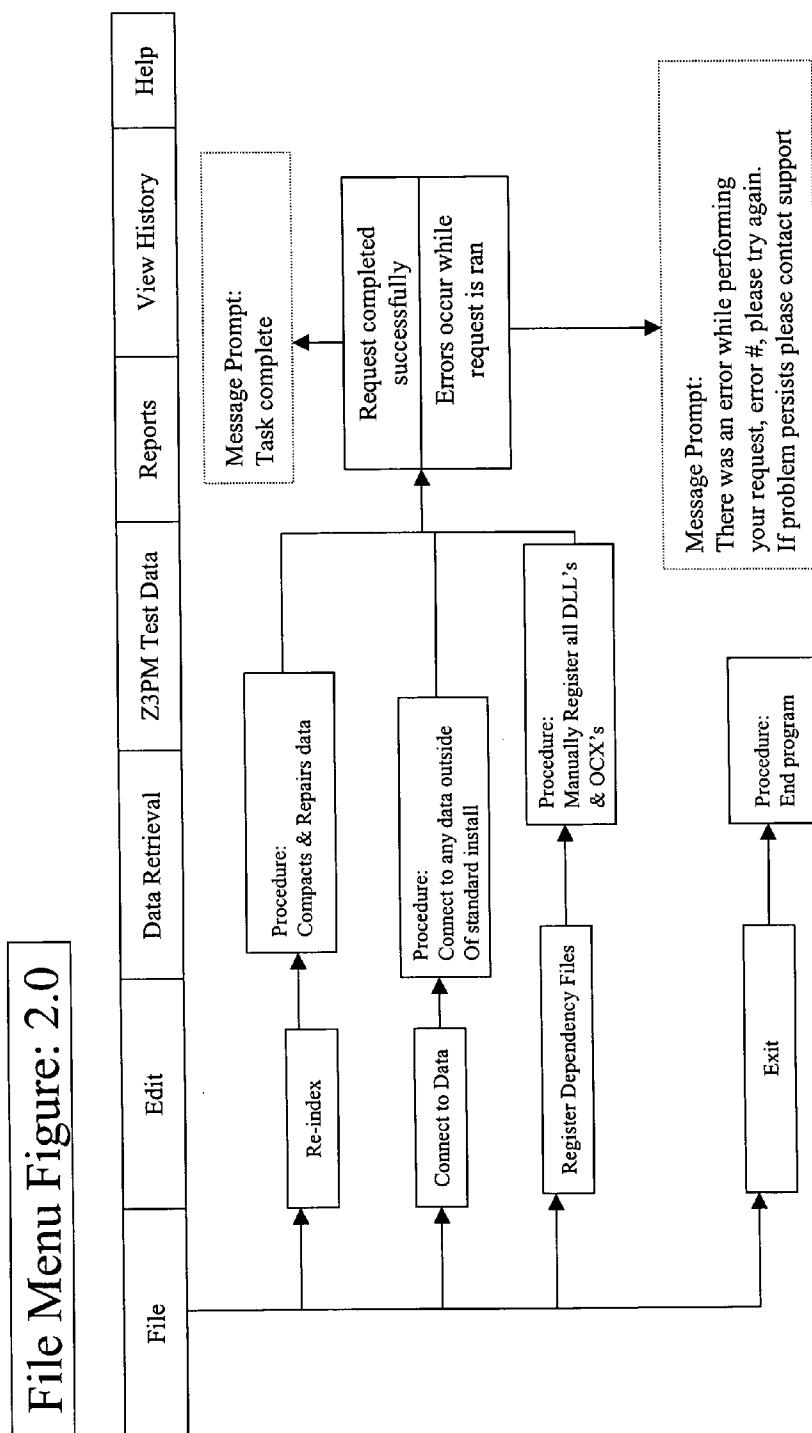 File Menu Figure: 2.0
File
Edit
Data Retrieval
Z3PM Test Data
Reports
View History
Help
Re-index
Procedure:
Compacts & Repairs data
Connect to Data
Procedure:
Connect to any data outside
Of standard install
Register Dependency Files
Procedure:
Manually Register all DLL's
& OCX's
Exit
Procedure:
End program
Message Prompt:
Task complete
Request completed
successfully
Errors occur while
request is ran
Message Prompt:
There was an error while performing
your request, error #, please try again.
If problem persists please contact support